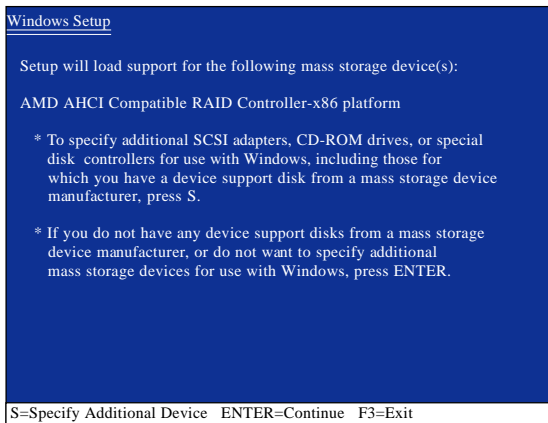 Windows Setup
Setup will load support for the following mass storage device(s):
AMD AHCI Compatible RAID Controller-x86 platform
* To specify additional SCSI adapters, CD-ROM drives, or special
disk controllers for use with Windows, including those for
which you have a device support disk from a mass storage device
manufacturer, press S.
* If you do not have any device support disks from a mass storage
device manufacturer, or do not want to specify additional
mass storage devices for use with Windows, press ENTER.
S=Specify Additional Device ENTER=Continue F3=Exit